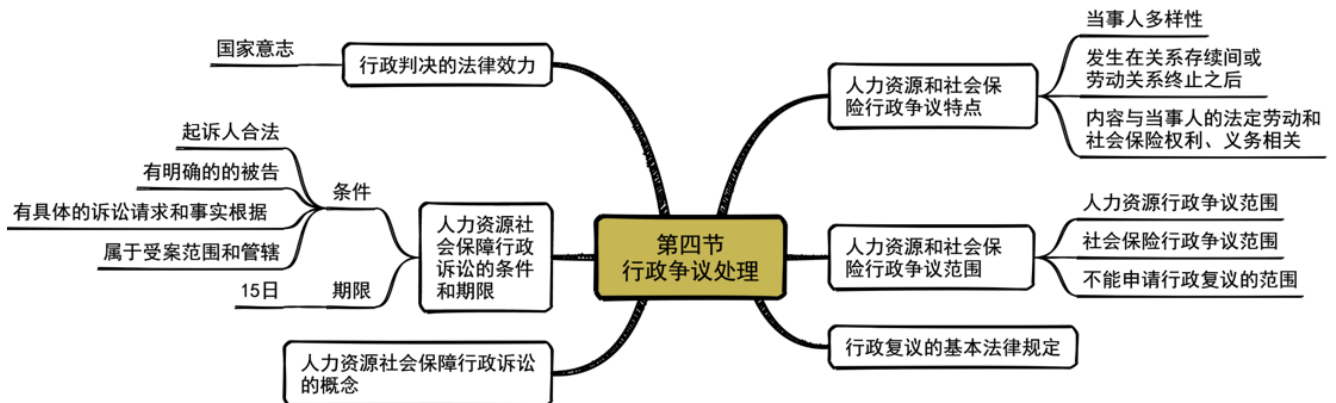 第四节
行政争议处理
人力资源和社会保
险行政争议特点
当事人多样性
发生在关系存续间或
劳动关系终止之后
内容与当事人的法定劳动和
社会保险权利、义务相关
人力资源和社会保
险行政争议范围
人力资源行政争议范围
社会保险行政争议范围
不能申请行政复议的范围
行政复议的基本法律规定
行政判决的法律效力
国家意志
人力资源社
会保障行政
诉讼的条件
和期限
条件
起诉人合法
有明确的的被告
有具体的诉讼请求和事实根据
属于受案范围和管辖
期限
15日
人力资源社会保障行政诉讼
的概念